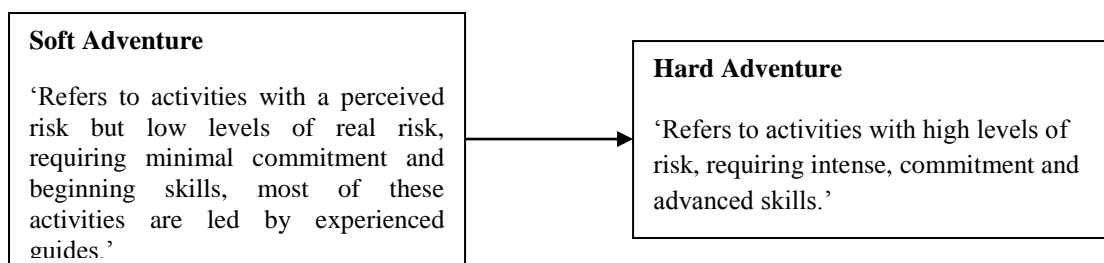 Soft Adventure
‘Refers to activities with a perceived
risk but low levels of real risk,
requiring minimal commitment and
beginning skills, most of these
activities are led by experienced
guides.’
Hard Adventure
‘Refers to activities with high levels of
risk, requiring intense, commitment and
advanced skills.’